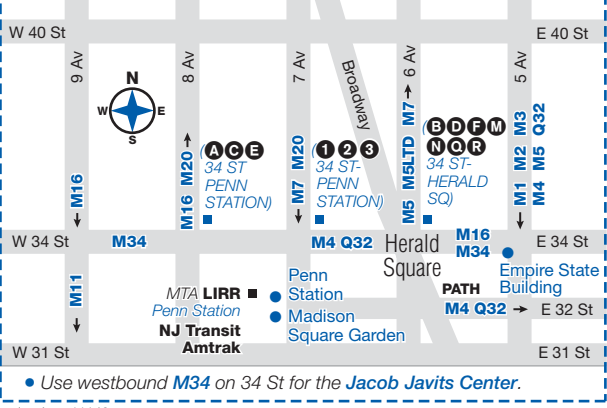 W 40 St
E 40 St
9 Av
8 Av
7 Av
Broadway
6 Av
5 Av
N
W
E
S
M16
M16 M20
(A C E
34 ST
PENN
STATION)
M7 M20
(1 2 3
34 ST-
PENN
STATION)
M5 M5LTD M7
(B D F M
N Q R
34 ST-
HERALD
SQ)
M1 M2 M3
M4 M5 Q32
W 34 St
M34
M4 Q32
Herald
Square
M16
M34
E 34 St
M11
MTA LIRR
Penn Station
NJ Transit
Amtrak
Penn
Station
Madison
Square Garden
PATH
Empire State
Building
M4 Q32
E 32 St
W 31 St
E 31 St
• Use westbound M34 on 34 St for the Jacob Javits Center.